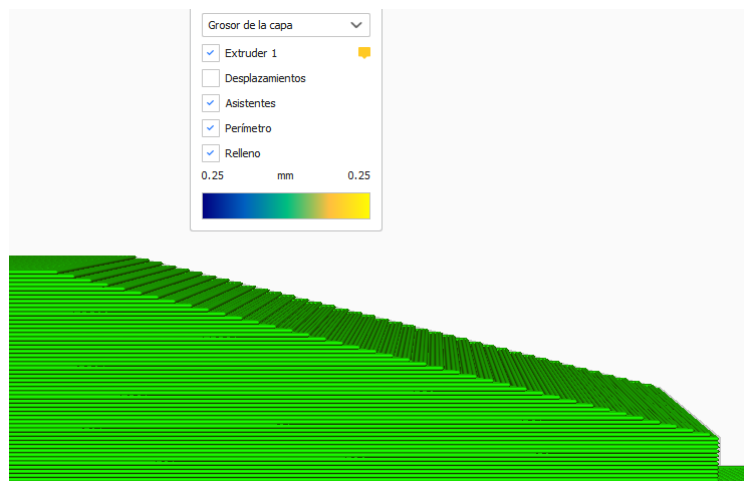 Grosor de la capa
Extruder 1
Desplazamientos
Asistentes
Perímetro
Relleno
0.25 mm 0.25